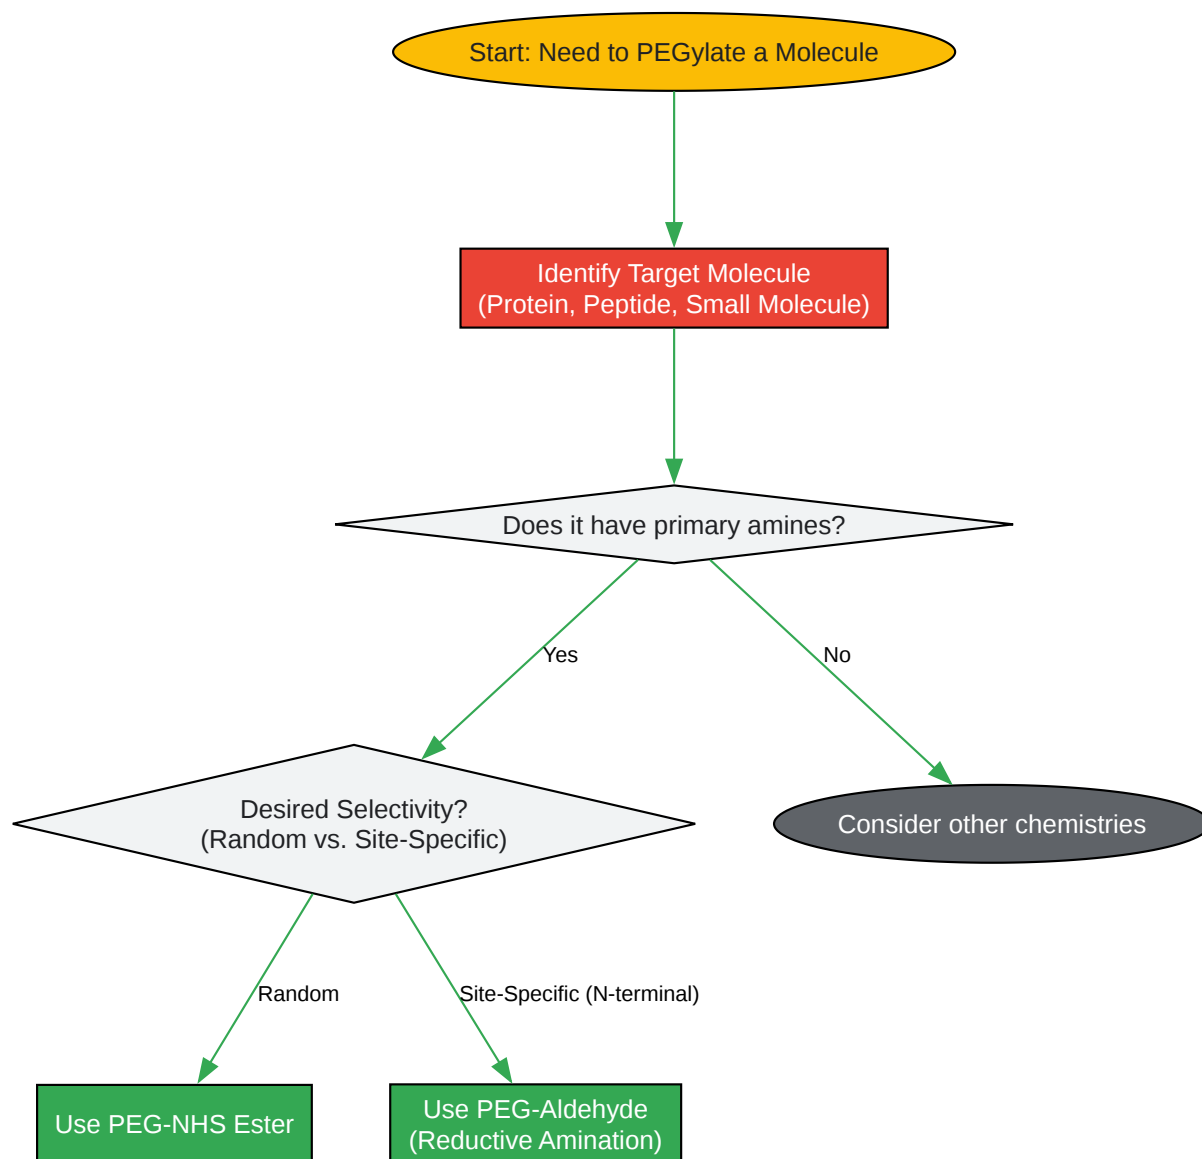 Start: Need to PEGylate a Molecule
Identify Target Molecule
(Protein, Peptide, Small Molecule)
Does it have primary amines?
Yes
No
Desired Selectivity?
(Random vs. Site-Specific)
Consider other chemistries
Random
Site-Specific (N-terminal)
Use PEG-NHS Ester
Use PEG-Aldehyde
(Reductive Amination)